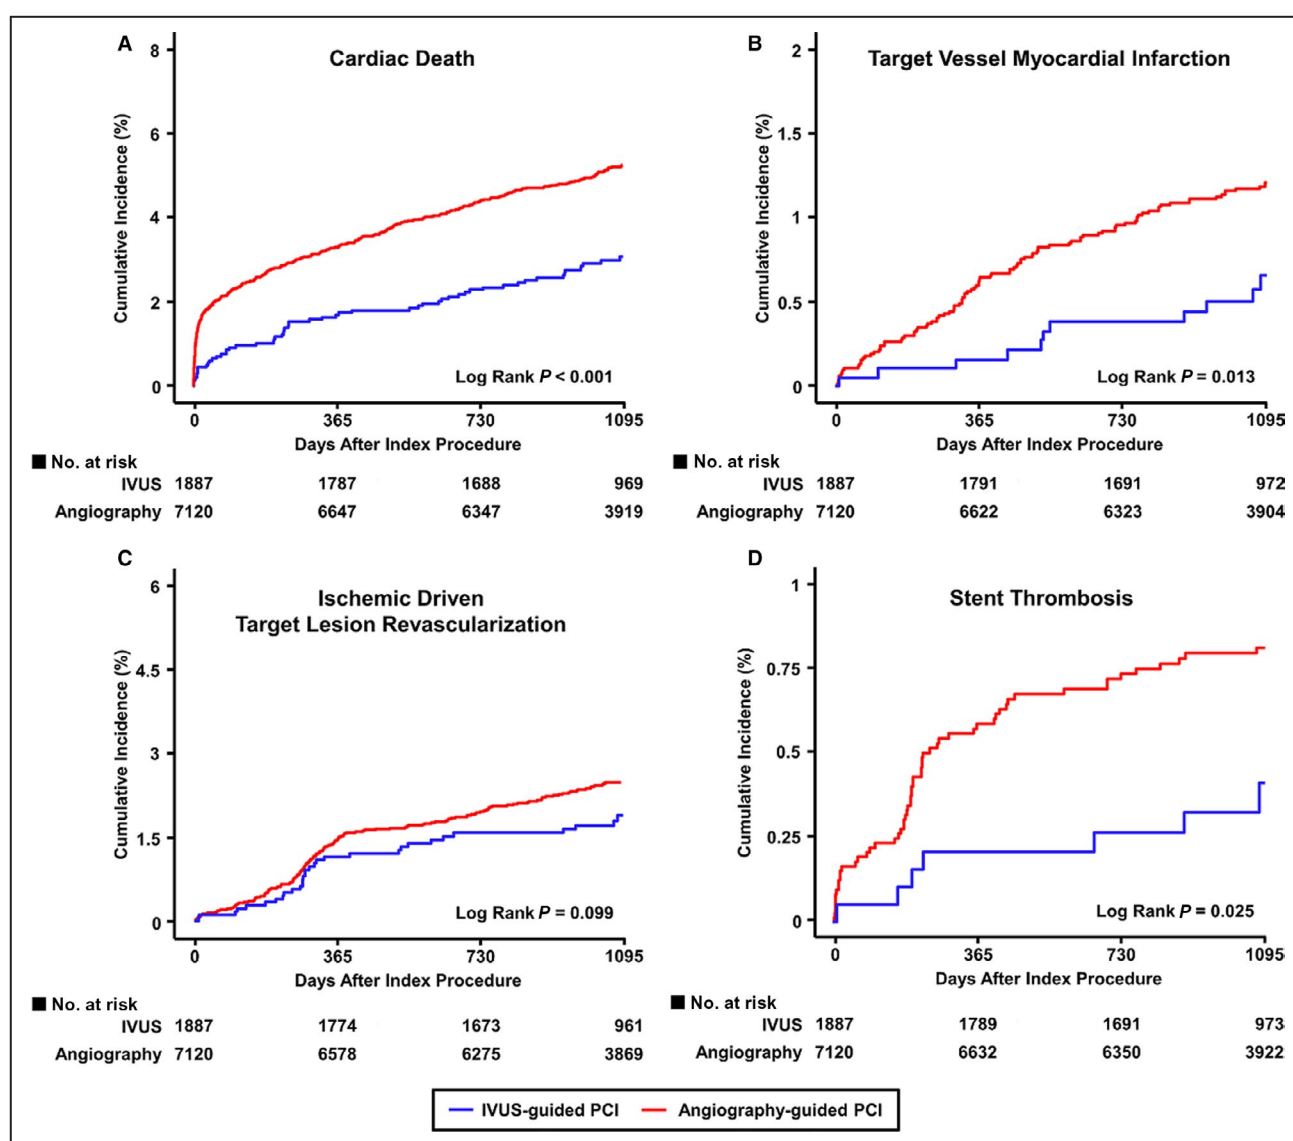 A
Cardiac Death
8
6
4
2
0
Cumulative Incidence (%)
Log Rank P < 0.001
0 365 730 1095
Days After Index Procedure
No. at risk
IVUS 1887 1787 1688 969
Angiography 7120 6647 6347 3919
B
Target Vessel Myocardial Infarction
2
1.5
1
0.5
0
Cumulative Incidence (%)
Log Rank P = 0.013
0 365 730 1095
Days After Index Procedure
No. at risk
IVUS 1887 1791 1691 972
Angiography 7120 6622 6323 3904
C
Ischemic Driven
Target Lesion Revascularization
6
4.5
3
1.5
0
Cumulative Incidence (%)
Log Rank P = 0.099
0 365 730 1095
Days After Index Procedure
No. at risk
IVUS 1887 1774 1673 961
Angiography 7120 6578 6275 3869
D
Stent Thrombosis
1
0.75
0.5
0.25
0
Cumulative Incidence (%)
Log Rank P = 0.025
0 365 730 1095
Days After Index Procedure
No. at risk
IVUS 1887 1789 1691 973
Angiography 7120 6632 6350 3922
IVUS-guided PCI Angiography-guided PCI